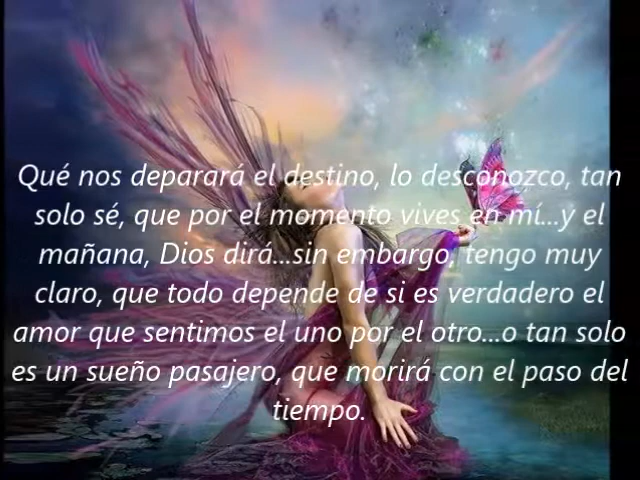 Qué nos deparará el destino, lo desconozco, tan
solo sé, que por el momento vives en mí...y el
mañana, Dios dirá...sin embargo, tengo muy
claro, que todo depende de si es verdadero el
amor que sentimos el uno por el otro...o tan solo
es un sueño pasajero, que morirá con el paso del
tiempo.